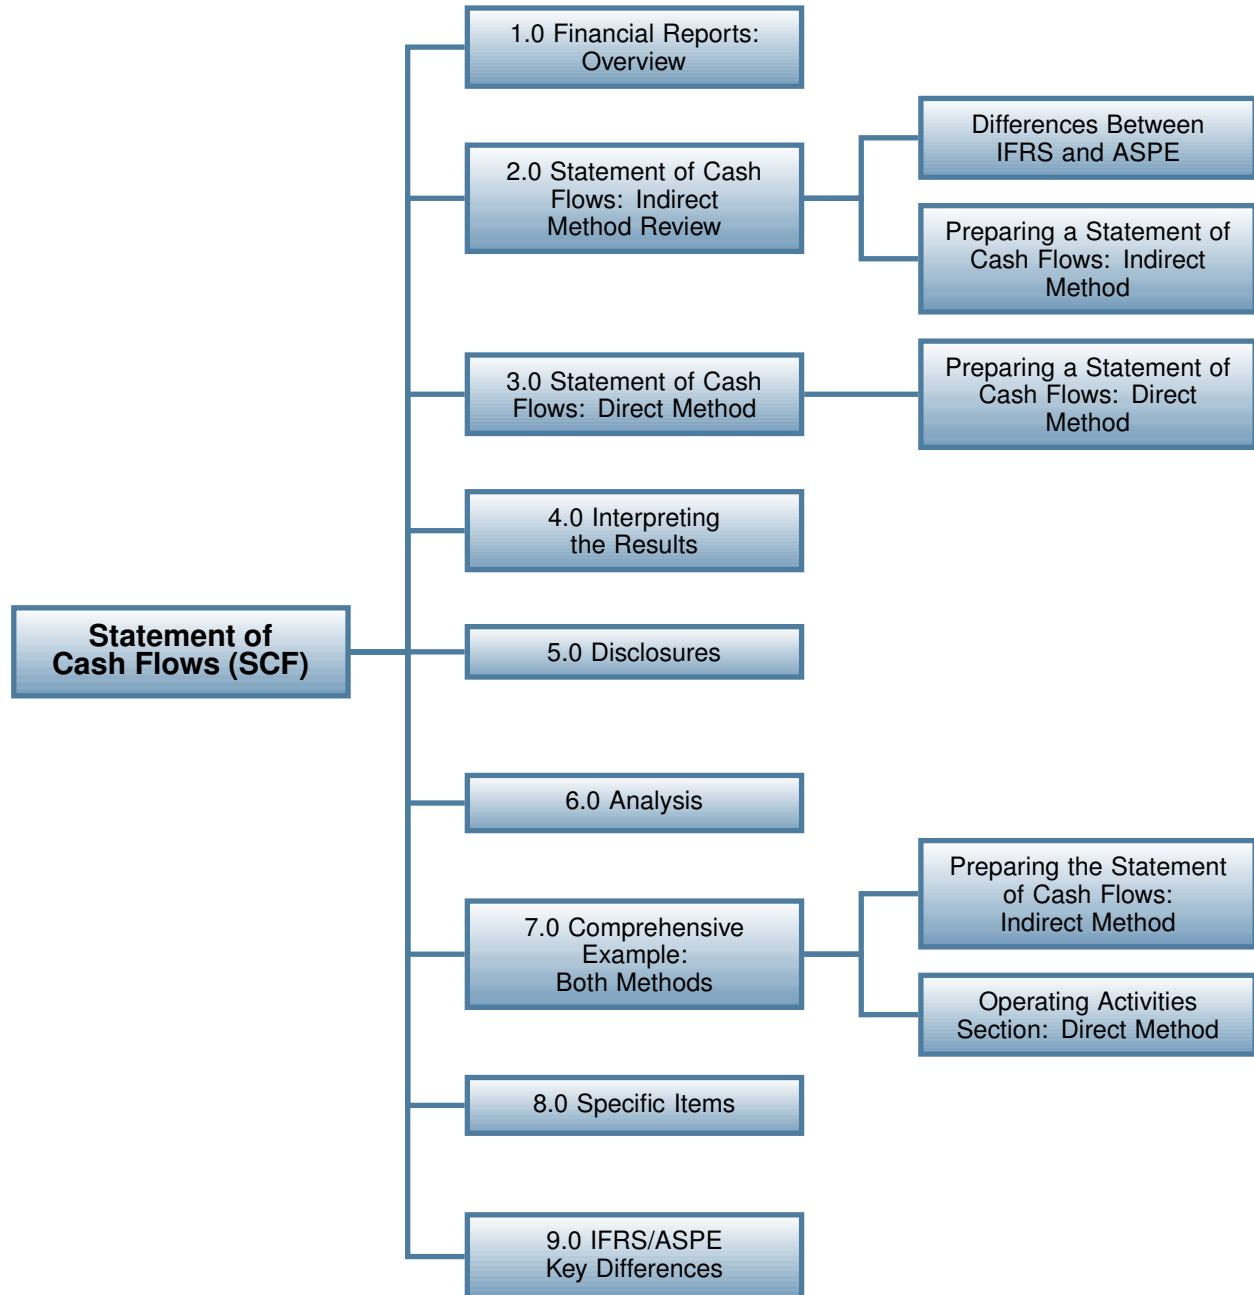 Statement of
Cash Flows (SCF)
1.0 Financial Reports:
Overview
2.0 Statement of Cash
Flows: Indirect
Method Review
Differences Between
IFRS and ASPE
Preparing a Statement of
Cash Flows: Indirect
Method
3.0 Statement of Cash
Flows: Direct Method
Preparing a Statement of
Cash Flows: Direct
Method
4.0 Interpreting
the Results
5.0 Disclosures
6.0 Analysis
7.0 Comprehensive
Example:
Both Methods
Preparing the Statement
of Cash Flows:
Indirect Method
Operating Activities
Section: Direct Method
8.0 Specific Items
9.0 IFRS/ASPE
Key Differences